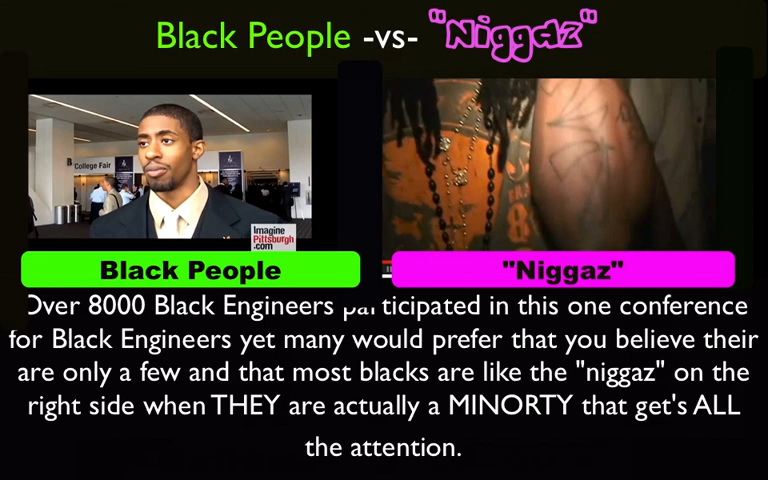 Black People -vs- "Niggaz"
College Fair
Imagine
Pittsburgh
.com
Black People
"Niggaz"
Over 8000 Black Engineers participated in this one conference
for Black Engineers yet many would prefer that you believe their
are only a few and that most blacks are like the "niggaz" on the
right side when THEY are actually a MINORTY that get's ALL
the attention.